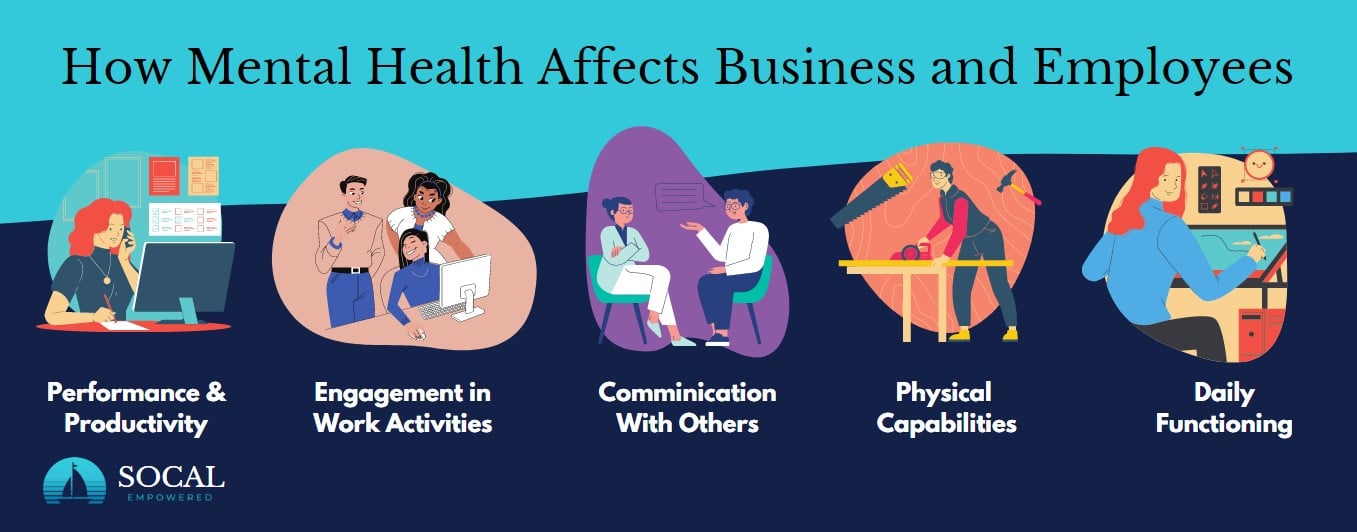 How Mental Health Affects Business and Employees
Performance &
Productivity
Engagement in
Work Activities
Comminication
With Others
Physical
Capabilities
Daily
Functioning
SOCAL
EMPOWERED